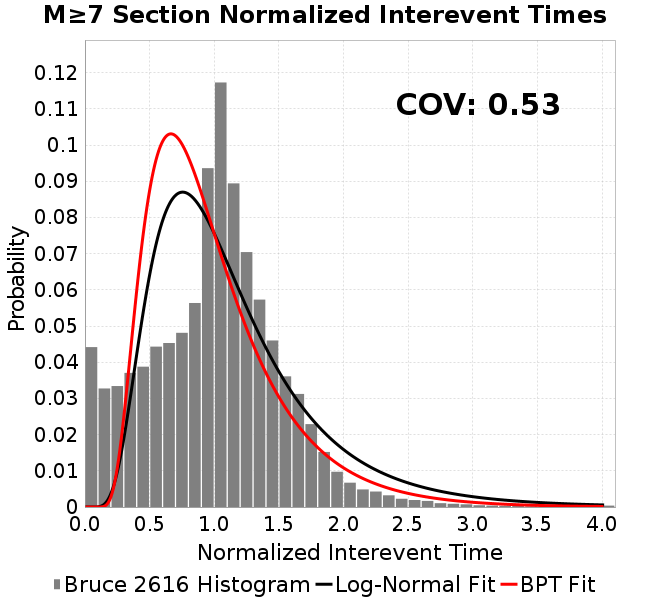 M≥7 Section Normalized Interevent Times
COV: 0.53
Probability
0.12
0.11
0.1
0.09
0.08
0.07
0.06
0.05
0.04
0.03
0.02
0.01
0
0.0 0.5 1.0 1.5 2.0 2.5 3.0 3.5 4.0
Normalized Interevent Time
Bruce 2616 Histogram Log-Normal Fit BPT Fit